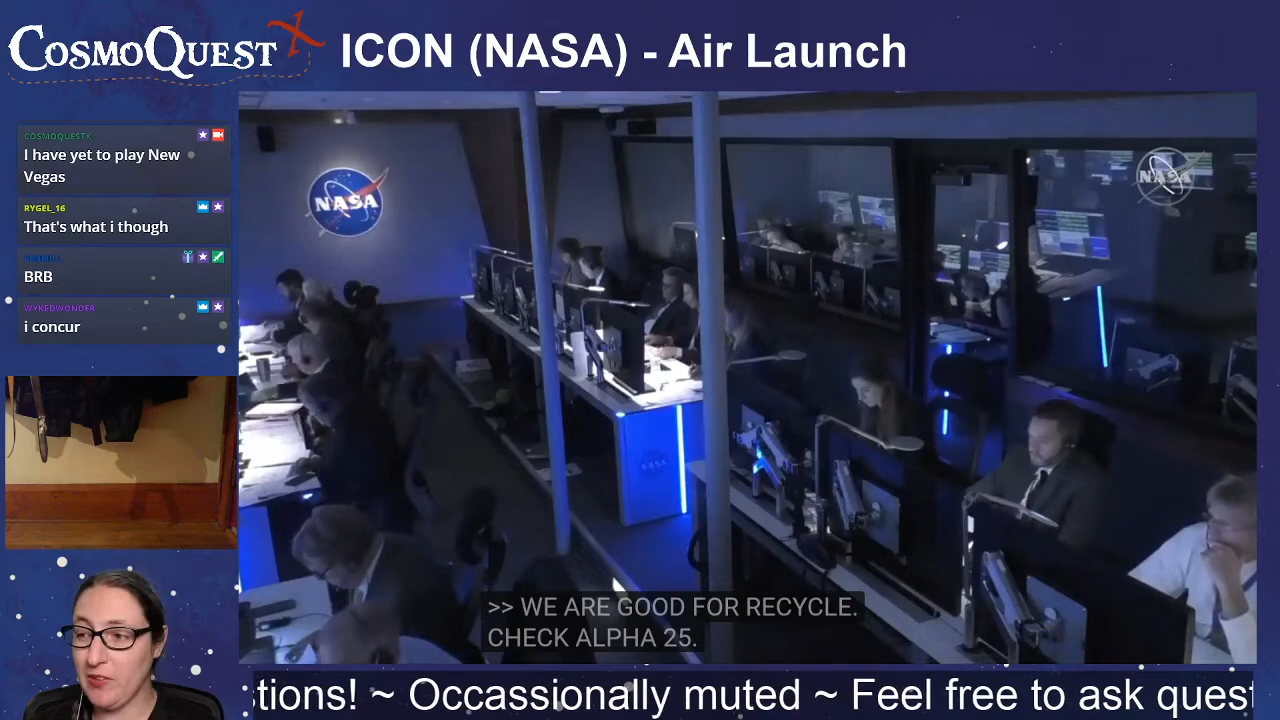 COSMOQUEST X
ICON (NASA) - Air Launch
COSMOQUESTX
I have yet to play New
Vegas
RYGEL_16
That's what i though
BRB
WYKEDWONDER
i concur
NASA
NASA
NASA
>> WE ARE GOOD FOR RECYCLE.
CHECK ALPHA 25.
tions! ~ Occassionally muted ~ Feel free to ask quest